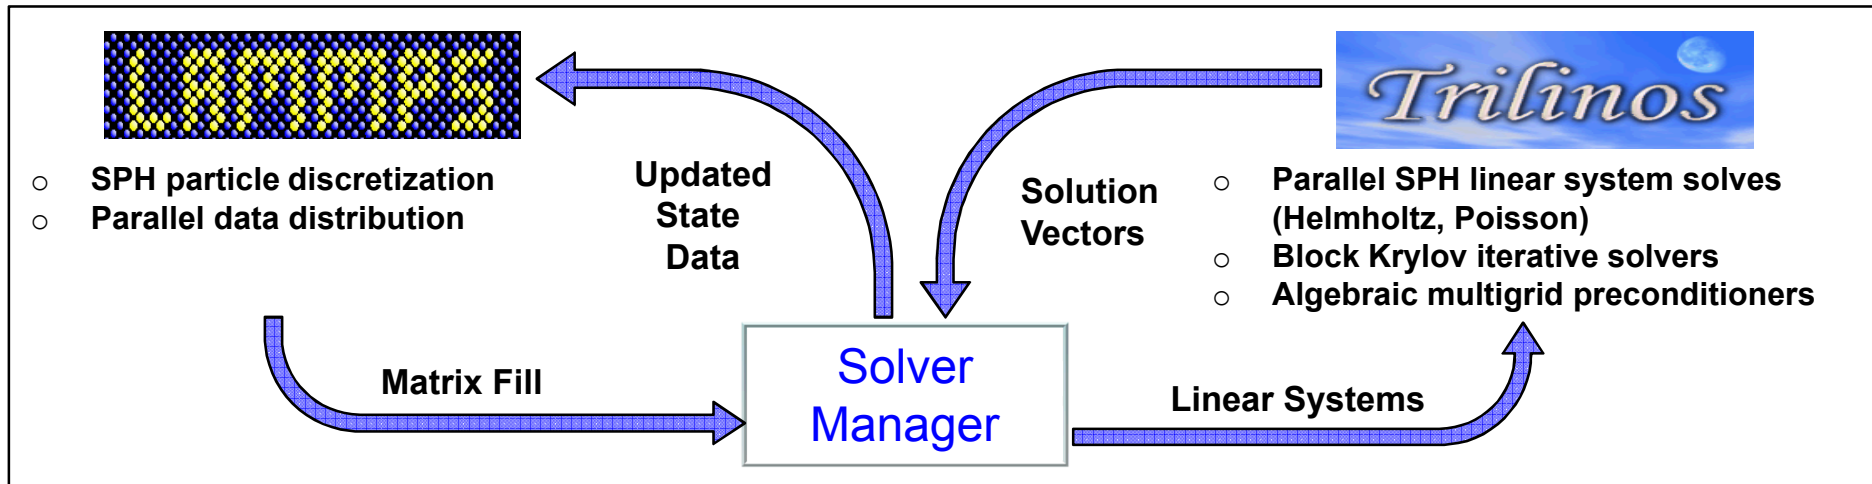 LAMMPS
SPH particle discretization
Parallel data distribution
Updated
State
Data
Solution
Vectors
Trilinos
Parallel SPH linear system solves
(Helmholtz, Poisson)
Block Krylov iterative solvers
Algebraic multigrid preconditioners
Matrix Fill
Solver
Manager
Linear Systems